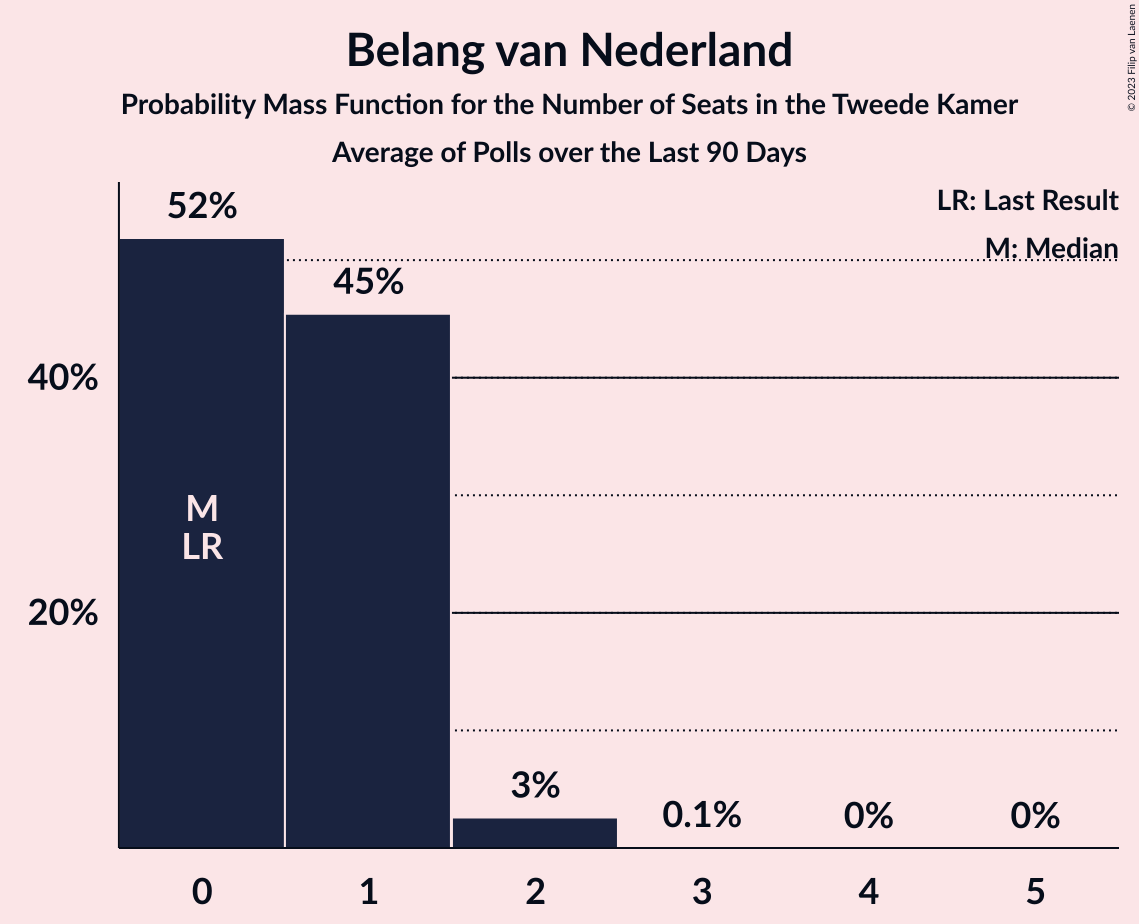 Belang van Nederland
Probability Mass Function for the Number of Seats in the Tweede Kamer
Average of Polls over the Last 90 Days
© 2023 Filip van Laenen
LR: Last Result
M: Median
52%
45%
40%
M
LR
20%
3%
0.1%
0%
0%
0
1
2
3
4
5